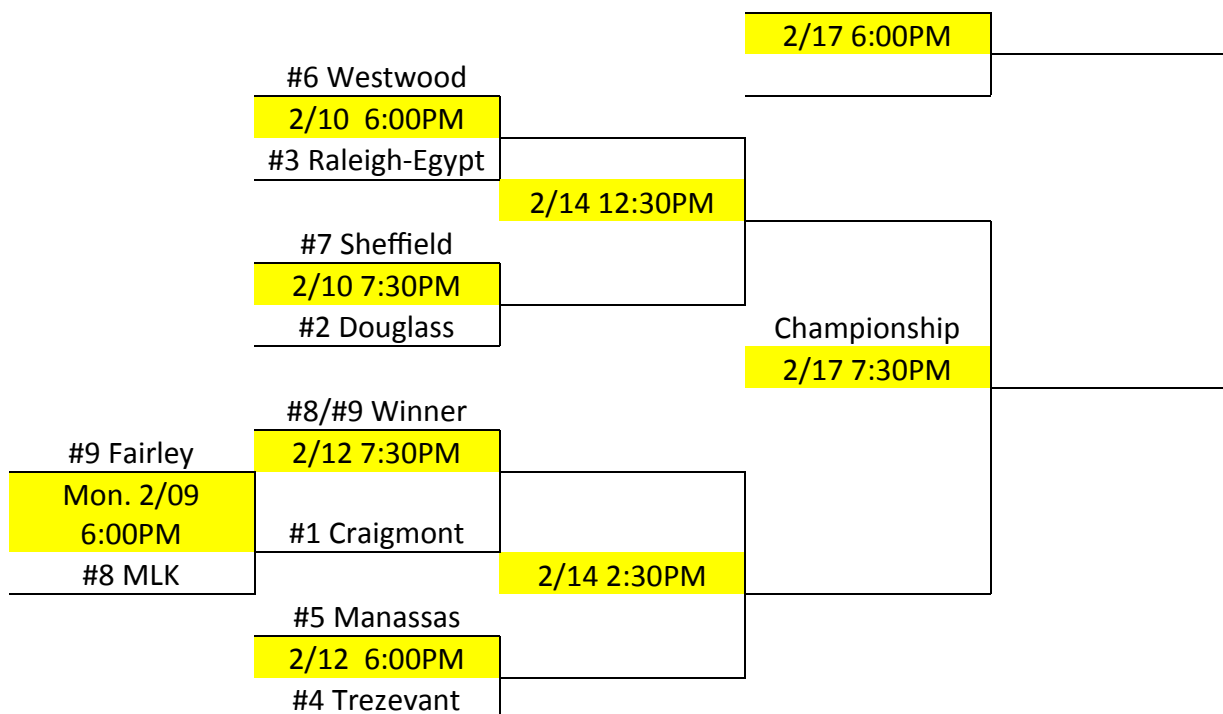 2/17 6:00PM
#6 Westwood
2/10  6:00PM
#3 Raleigh-Egypt
2/14 12:30PM
#7 Sheffield
2/10 7:30PM
#2 Douglass
Championship
2/17 7:30PM
#8/#9 Winner
2/12 7:30PM
#9 Fairley
Mon. 2/09
6:00PM
#8 MLK
#1 Craigmont
2/14 2:30PM
#5 Manassas
2/12  6:00PM
#4 Trezevant